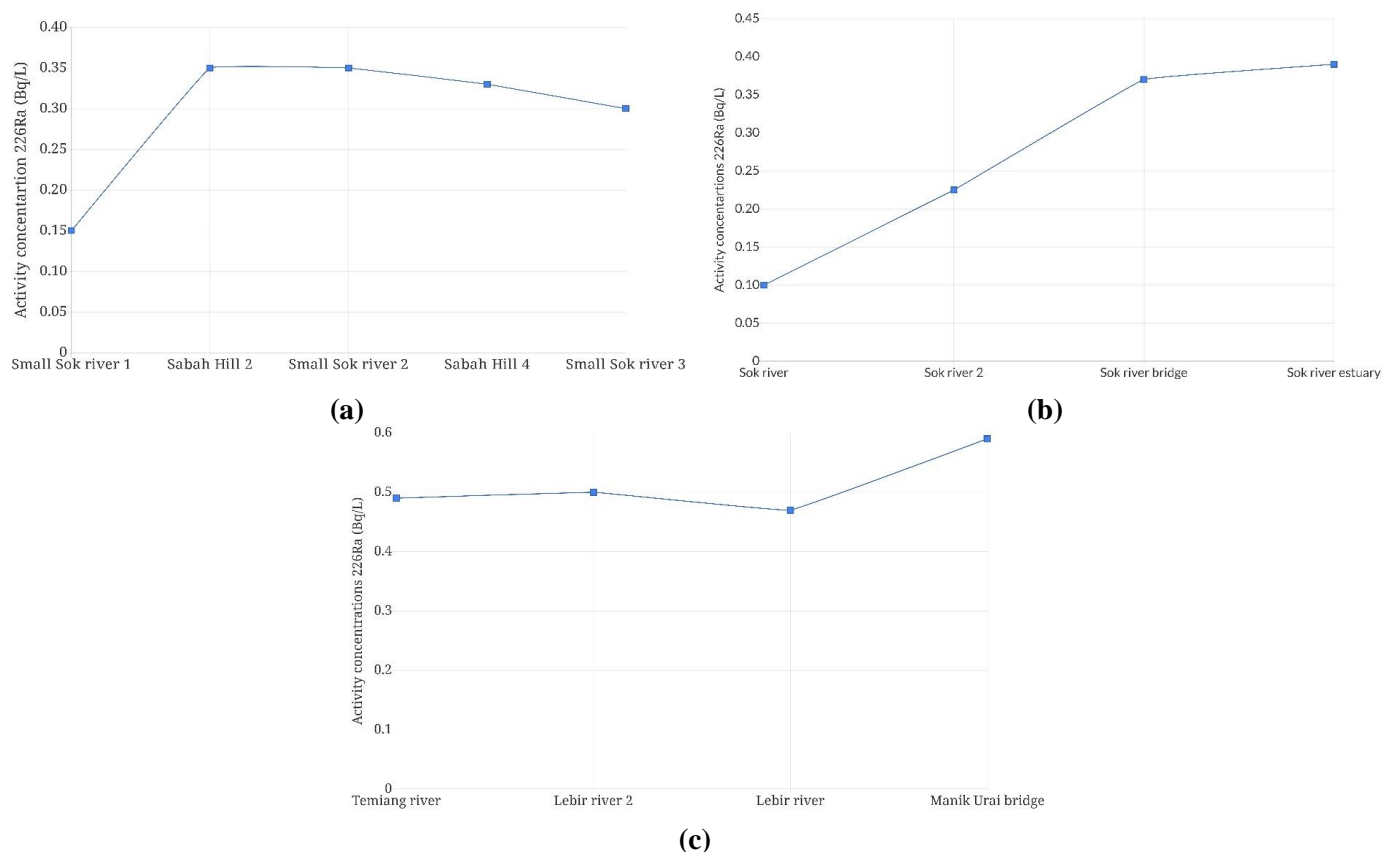 Activity concentartion 226Ra (Bq/L)
0.40
0.35
0.30
0.25
0.20
0.15
0.10
0.05
0
Small Sok river 1 Sabah Hill 2 Small Sok river 2 Sabah Hill 4 Small Sok river 3
(a)
Activity concentartions 226Ra (Bq/L)
0.45
0.40
0.35
0.30
0.25
0.20
0.15
0.10
0.05
0
Sok river Sok river 2 Sok river bridge Sok river estuary
(b)
Activity concentrations 226Ra (Bq/L)
0.6
0.5
0.4
0.3
0.2
0.1
0
Temiang river Lebir river 2 Lebir river Manik Urai bridge
(c)